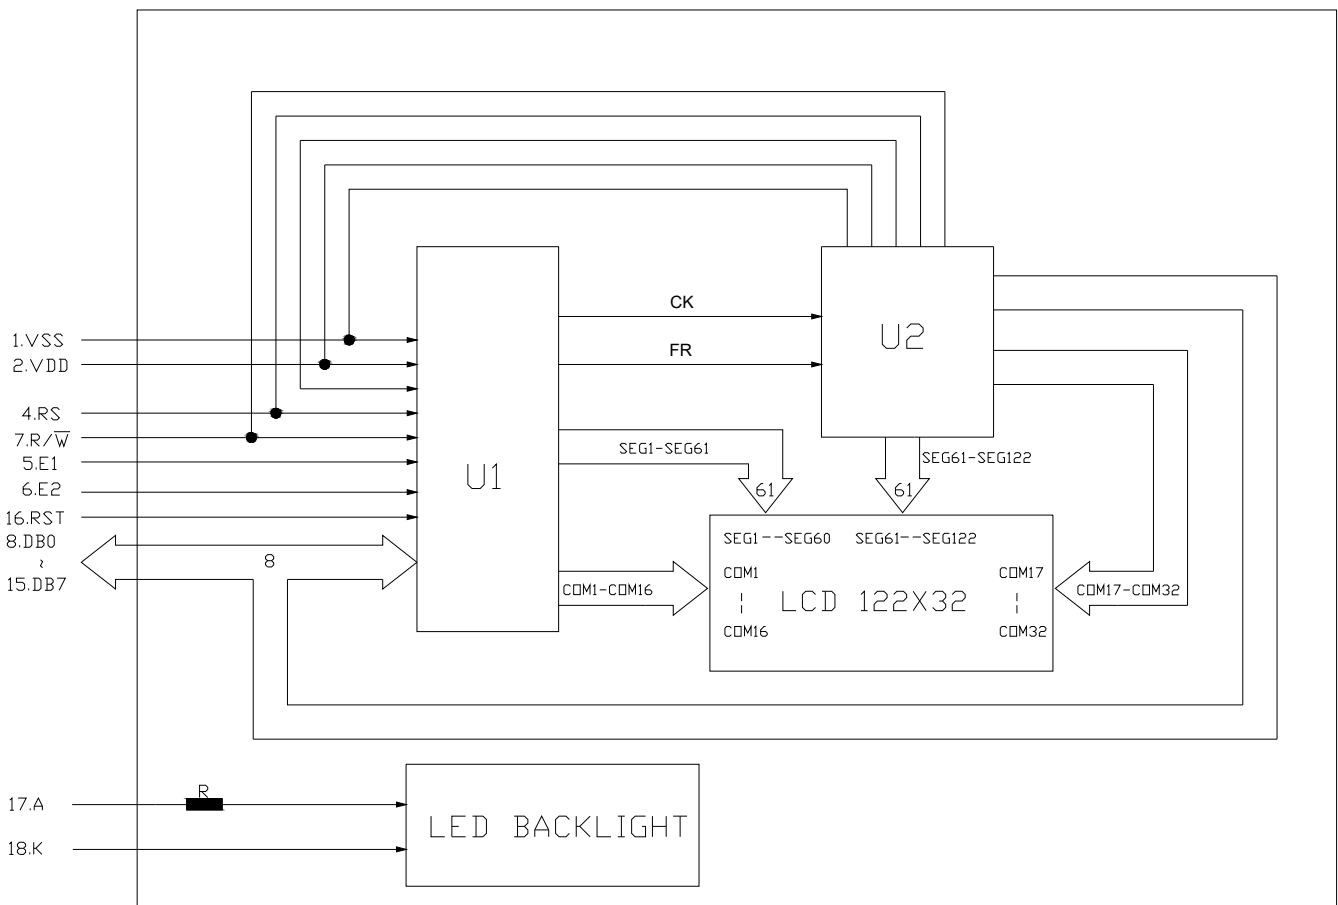 CK
U2
1.VSS
FR
2.VDD
4.RS
7.R/W̅
SEG1-SEG61
SEG61-SEG122
5.E1
U1
6.E2
61
61
16.RST
8.DB0
~
15.DB7
8
SEG1--SEG60
SEG61--SEG122
COM1
COM17
COM1-COM16
COM17-COM32
LCD 122X32
COM16
COM32
R
17.A
LED BACKLIGHT
18.K